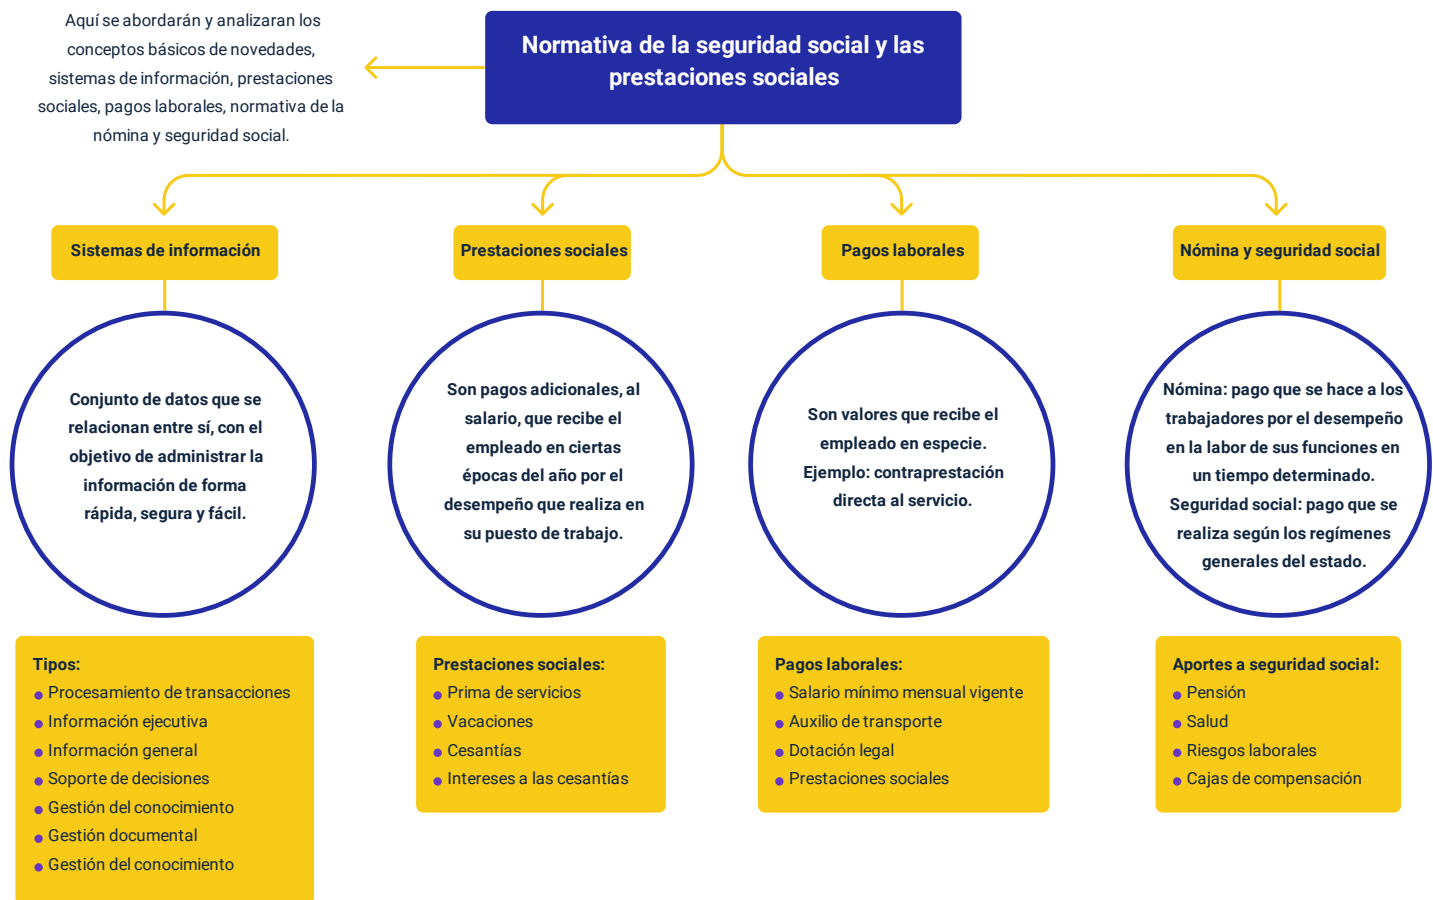 Aquí se abordarán y analizaran los
conceptos básicos de novedades,
sistemas de información, prestaciones
sociales, pagos laborales, normativa de la
nómina y seguridad social.
Normativa de la seguridad social y las
prestaciones sociales
Sistemas de información
Conjunto de datos que se
relacionan entre sí, con el
objetivo de administrar la
información de forma
rápida, segura y fácil.
Tipos:
Procesamiento de transacciones
Información ejecutiva
Información general
Soporte de decisiones
Gestión del conocimiento
Gestión documental
Gestión del conocimiento
Prestaciones sociales
Son pagos adicionales, al
salario, que recibe el
empleado en ciertas
épocas del año por el
desempeño que realiza en
su puesto de trabajo.
Prestaciones sociales:
Prima de servicios
Vacaciones
Cesantías
Intereses a las cesantías
Pagos laborales
Son valores que recibe el
empleado en especie.
Ejemplo: contraprestación
directa al servicio.
Pagos laborales:
Salario mínimo mensual vigente
Auxilio de transporte
Dotación legal
Prestaciones sociales
Nómina y seguridad social
Nómina: pago que se hace a los
trabajadores por el desempeño
en la labor de sus funciones en
un tiempo determinado.
Seguridad social: pago que se
realiza según los regímenes
generales del estado.
Aportes a seguridad social:
Pensión
Salud
Riesgos laborales
Cajas de compensación